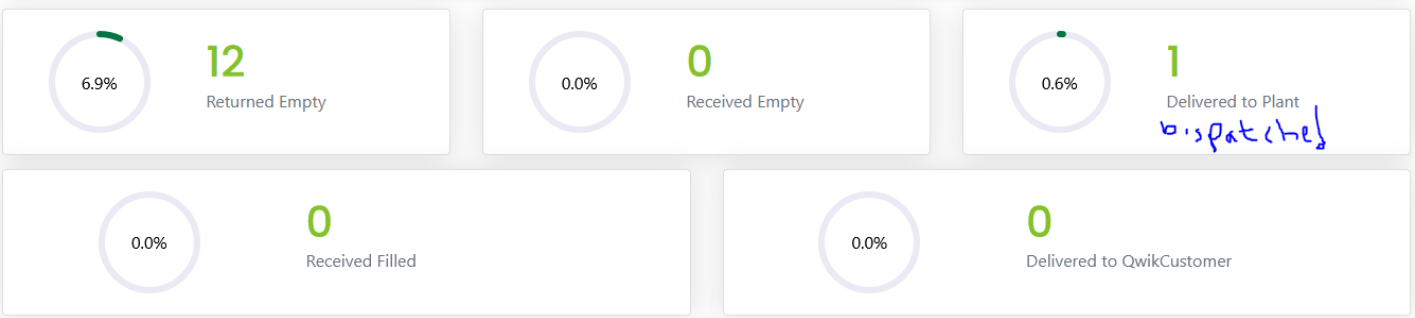 12
6.9%
Returned Empty
0
0.0%
Received Empty
1
0.6%
Delivered to Plant
Dispatched
0
0.0%
Received Filled
0
0.0%
Delivered to QwikCustomer